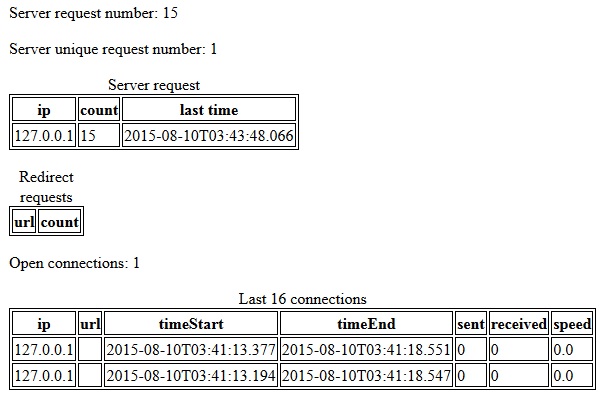 Server request number: 15
Server unique request number: 1
Server request
ip count last time
127.0.0.1 15 2015-08-10T03:43:48.066
Redirect
requests
url count
Open connections: 1
Last 16 connections
ip url timeStart timeEnd sent received speed
127.0.0.1 2015-08-10T03:41:13.377 2015-08-10T03:41:18.551 0 0 0.0
127.0.0.1 2015-08-10T03:41:13.194 2015-08-10T03:41:18.547 0 0 0.0